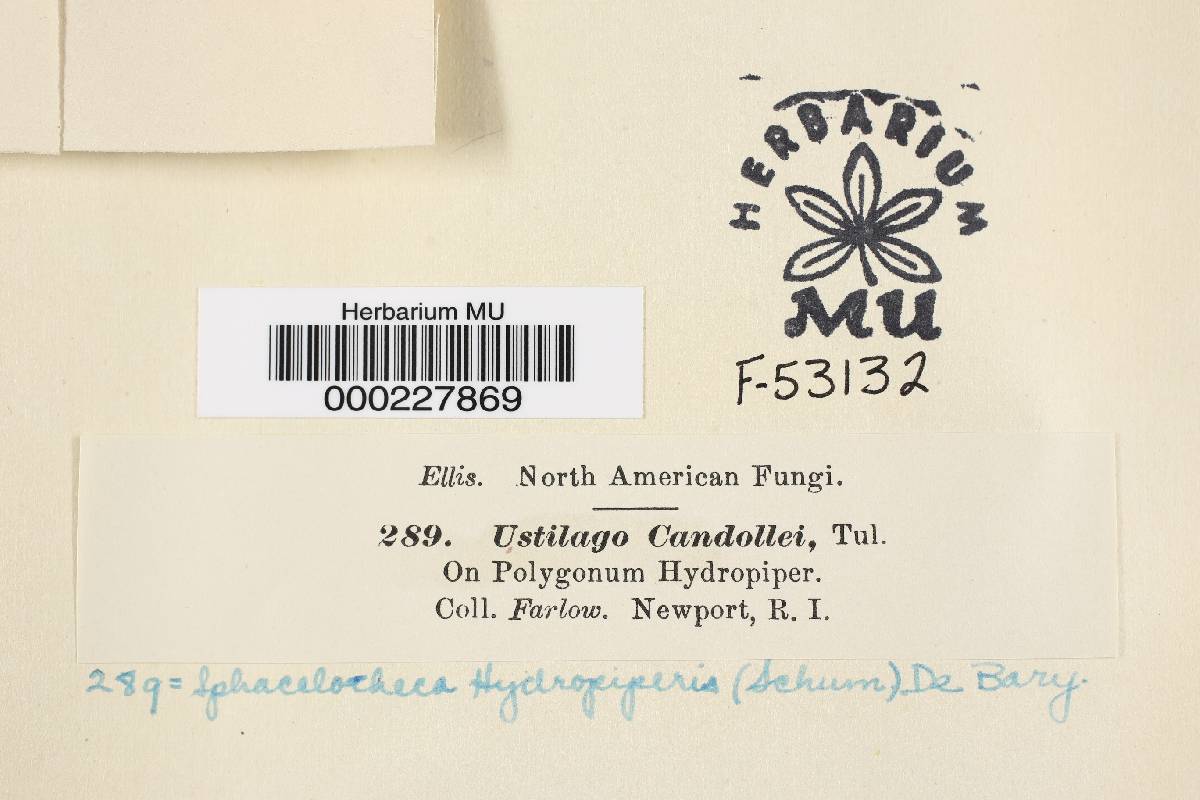 HERBARIUM
MU
F-53132
Herbarium MU
000227869
Ellis. North American Fungi.
289. Ustilago Candollei, Tul.
On Polygonum Hydropiper.
Coll. Farlow. Newport, R. I.
289 = Sphacelotheca Hydropiperis (Schum) De Bary.